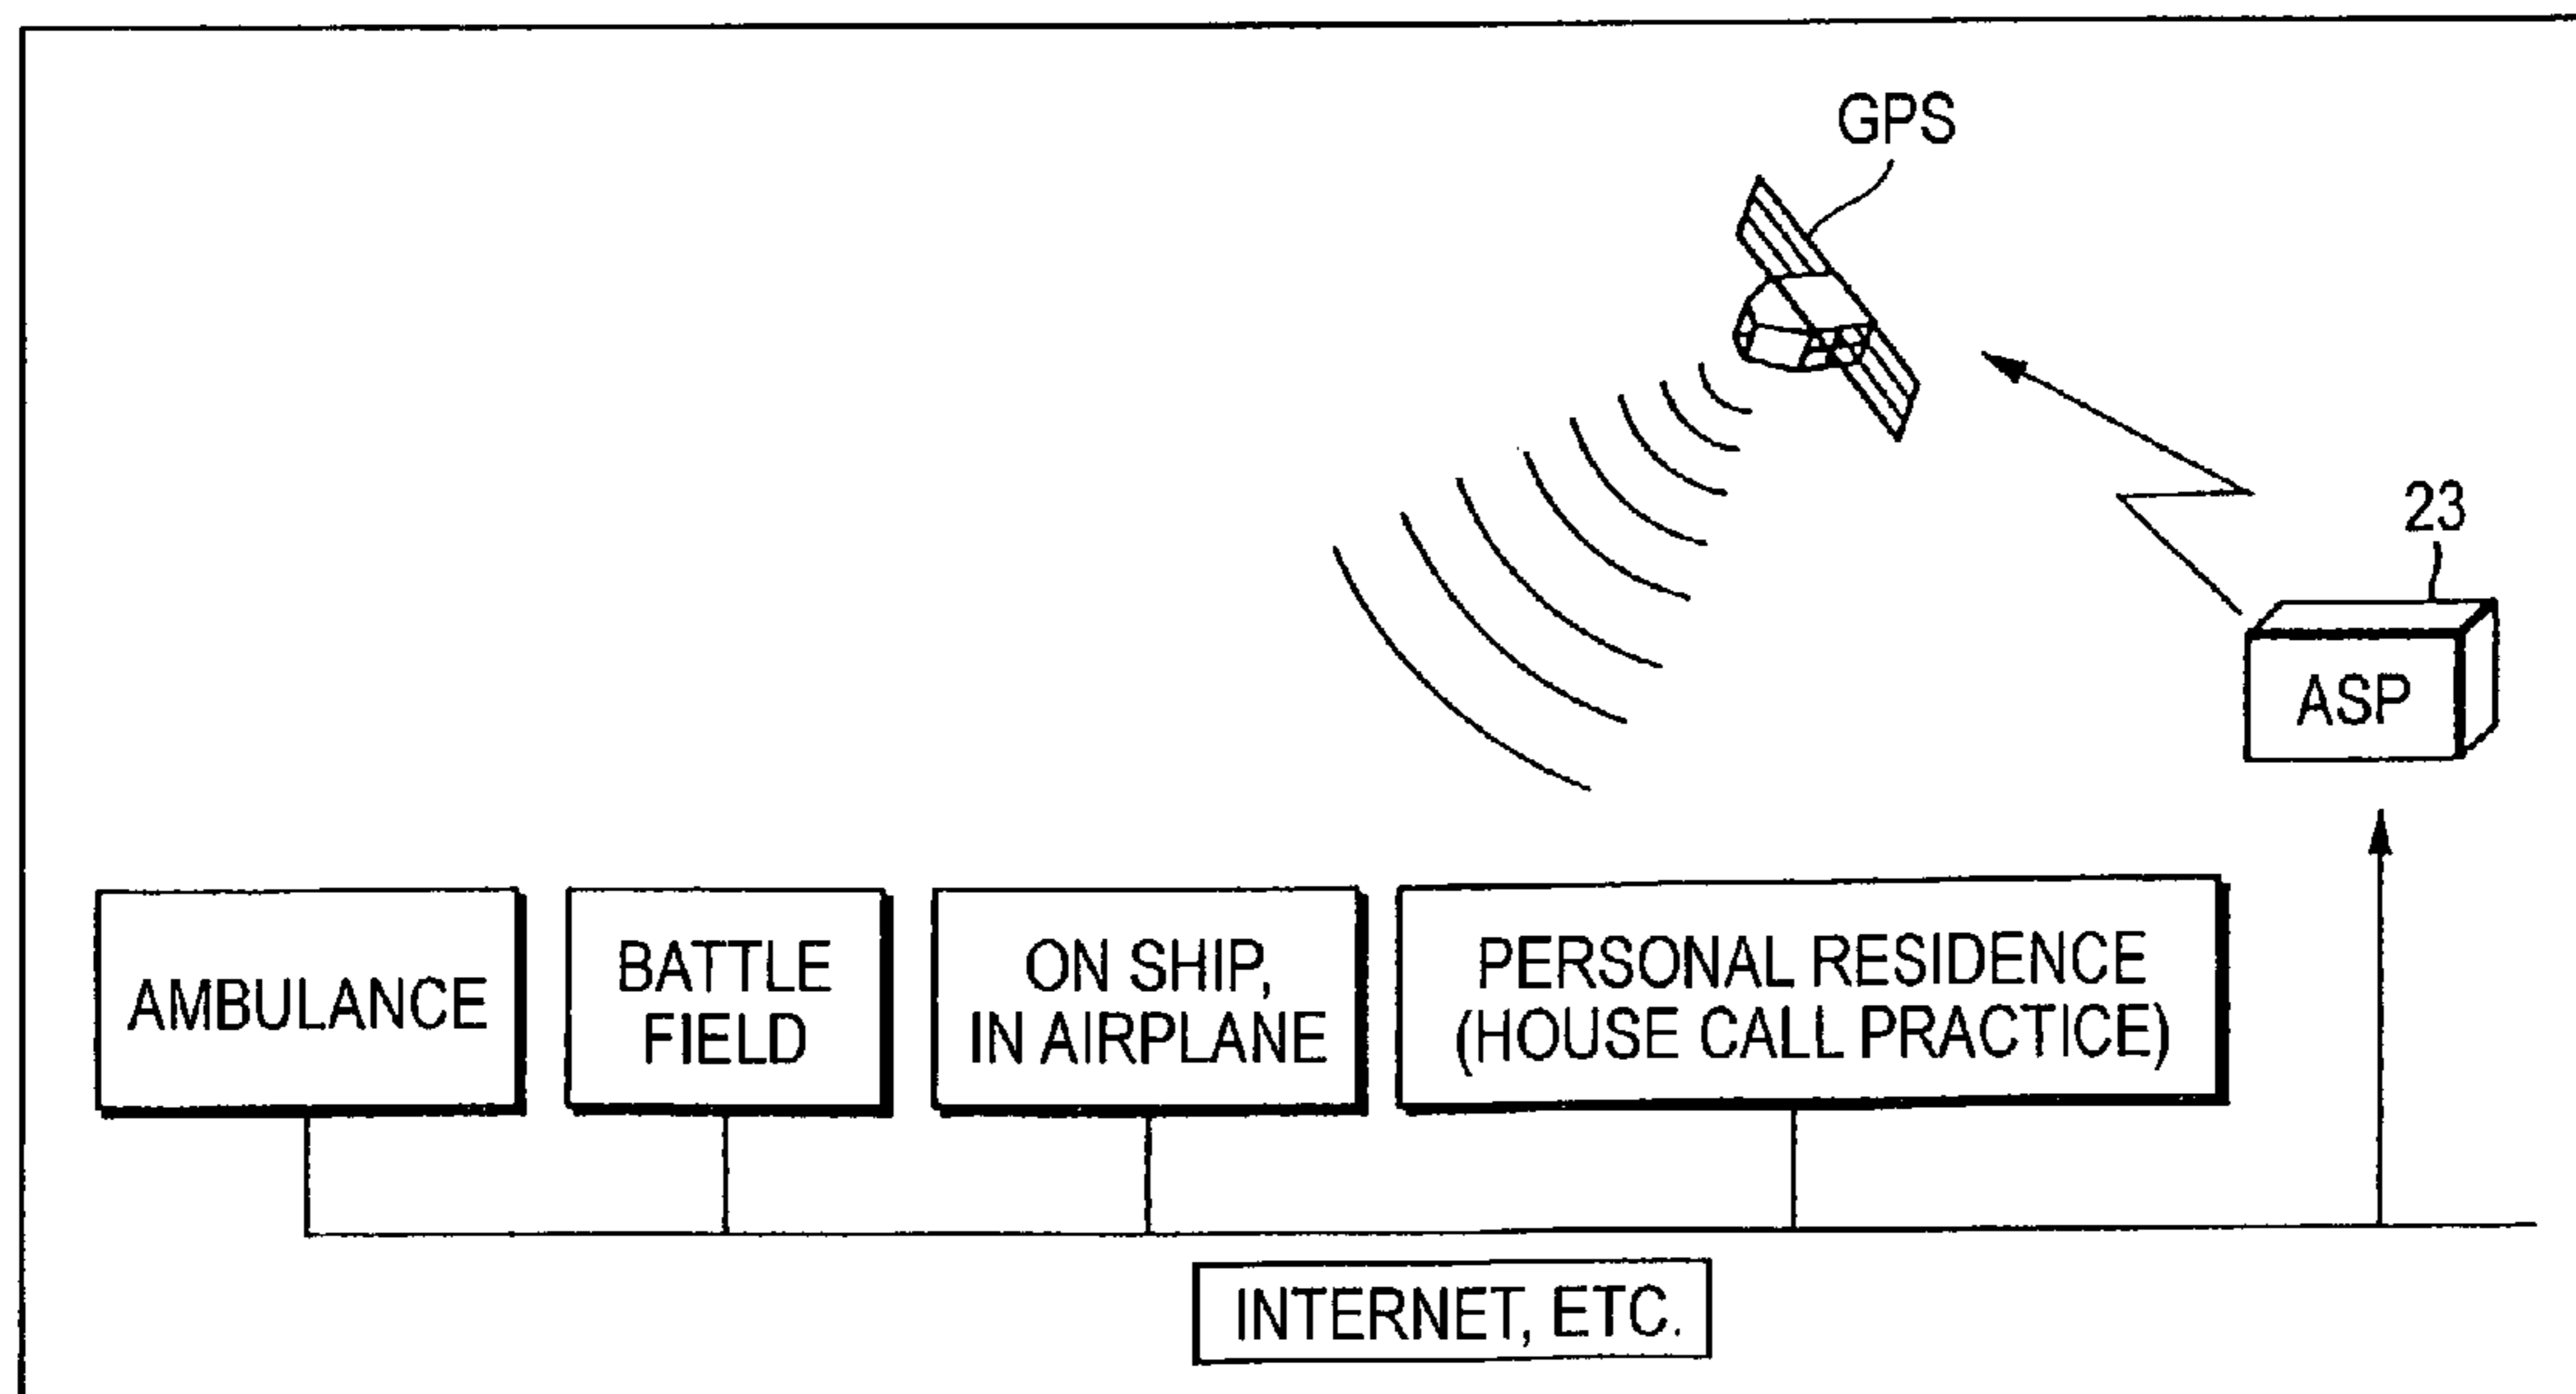 GPS
23
ASP
AMBULANCE
BATTLE
FIELD
ON SHIP,
IN AIRPLANE
PERSONAL RESIDENCE
(HOUSE CALL PRACTICE)
INTERNET, ETC.